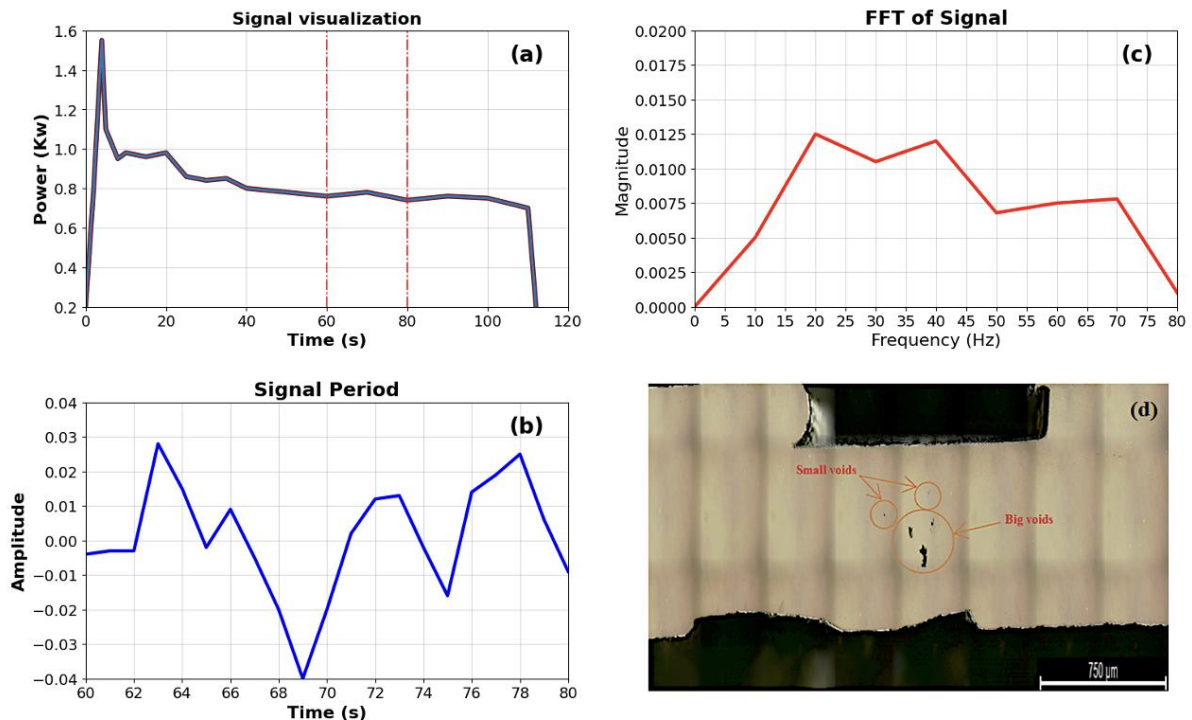 Signal visualization
(a)
Power (Kw)
1.6
1.4
1.2
1.0
0.8
0.6
0.4
0.2
0 20 40 60 80 100 120
Time (s)
FFT of Signal
(c)
Magnitude
0.0200
0.0175
0.0150
0.0125
0.0100
0.0075
0.0050
0.0025
0.0000
0 5 10 15 20 25 30 35 40 45 50 55 60 65 70 75 80
Frequency (Hz)
Signal Period
(b)
Amplitude
0.04
0.03
0.02
0.01
0.00
−0.01
−0.02
−0.03
−0.04
60 62 64 66 68 70 72 74 76 78 80
Time (s)
(d)
Small voids
Big voids
750 µm